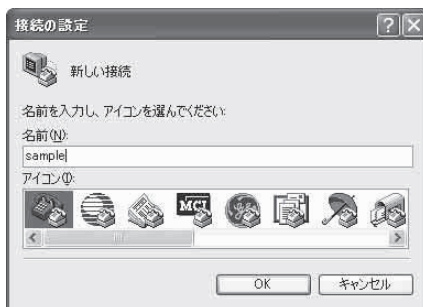 接続の設定
新しい接続
名前を入力し、アイコンを選んでください:
名前(N):
sample
アイコン(I):
MCI
OK
キャンセル